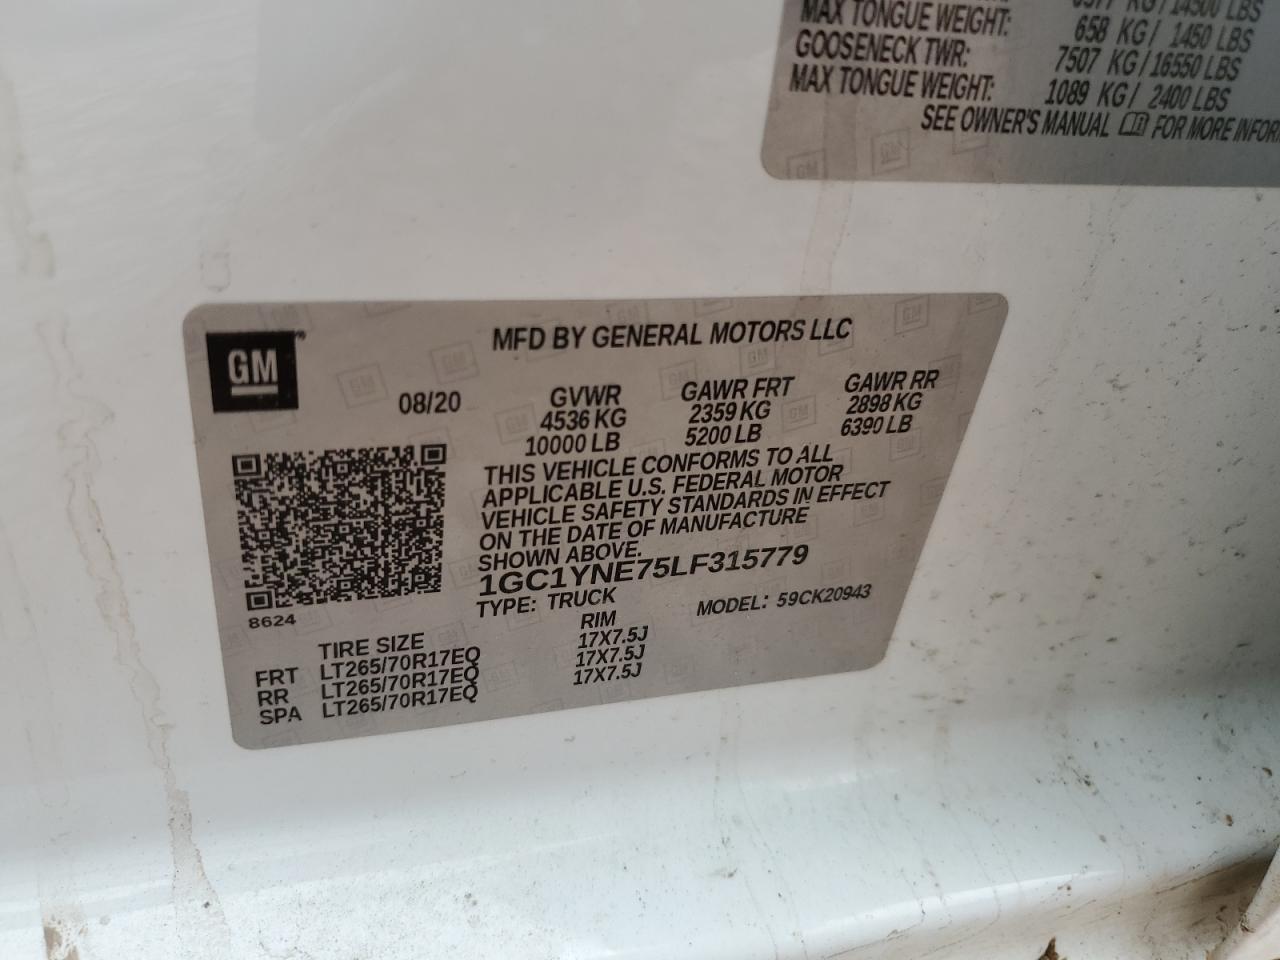 /14500 LBS
MAX TONGUE WEIGHT: 658 KG/ 1450 LBS
GOOSENECK TWR: 7507 KG/16550 LBS
MAX TONGUE WEIGHT: 1089 KG/ 2400 LBS
SEE OWNER'S MANUAL FOR MORE INFOR
GM
MFD BY GENERAL MOTORS LLC
08/20 GVWR GAWR FRT GAWR RR
4536 KG 2359 KG 2898 KG
10000 LB 5200 LB 6390 LB
THIS VEHICLE CONFORMS TO ALL
APPLICABLE U.S. FEDERAL MOTOR
VEHICLE SAFETY STANDARDS IN EFFECT
ON THE DATE OF MANUFACTURE
SHOWN ABOVE.
1GC1YNE75LF315779
8624
TYPE: TRUCK MODEL: 59CK20943
TIRE SIZE RIM
FRT LT265/70R17EQ 17X7.5J
RR LT265/70R17EQ 17X7.5J
SPA LT265/70R17EQ 17X7.5J